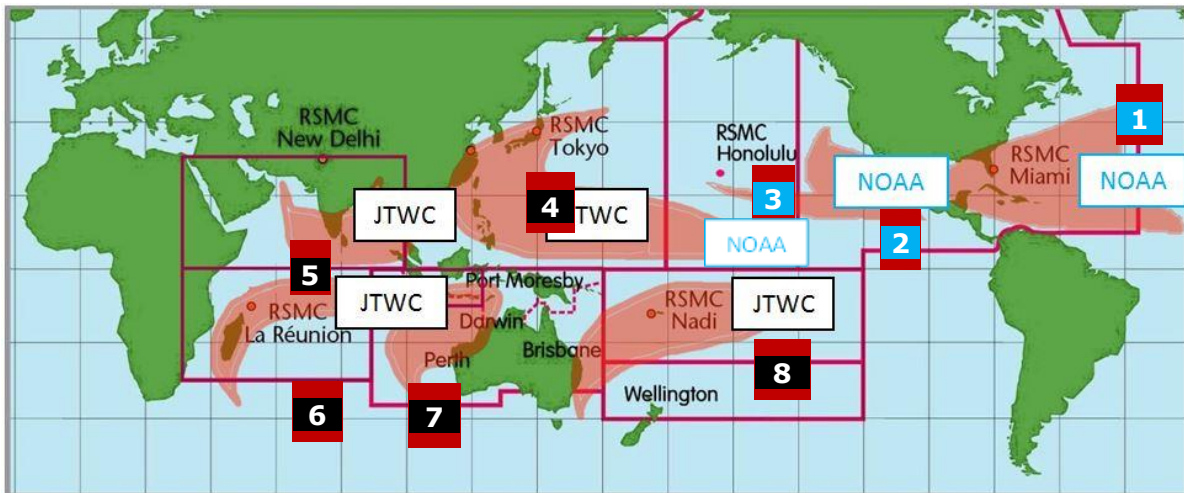 1
RSMC
New Delhi
RSMC
Tokyo
RSMC
Honolulu
RSMC
Miami
NOAA
NOAA
3
4
JTWC
TWC
NOAA
2
5
Port Moresby
JTWC
JTWC
RSMC
La Réunion
Darwin
RSMC
Nadi
Perth
Brisbane
8
Wellington
6
7